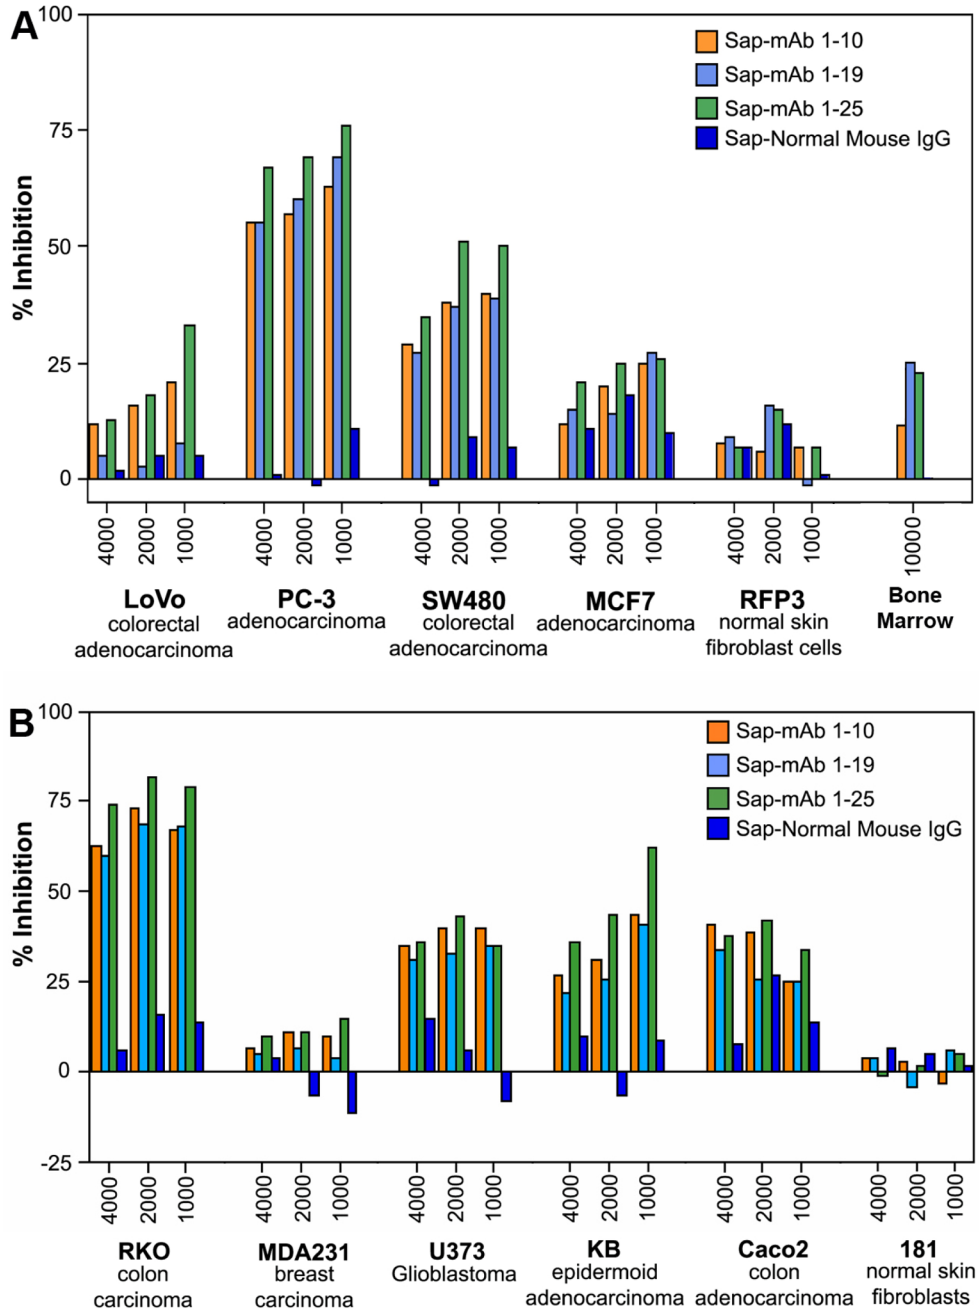 A
100
75
50
25
0
% Inhibition
Sap-mAb 1-10
Sap-mAb 1-19
Sap-mAb 1-25
Sap-Normal Mouse IgG
4000 2000 1000 4000 2000 1000 4000 2000 1000 4000 2000 1000 4000 2000 1000 10000
LoVo
colorectal
adenocarcinoma
PC-3
adenocarcinoma
SW480
colorectal
adenocarcinoma
MCF7
adenocarcinoma
RFP3
normal skin
fibroblast cells
Bone
Marrow
B
100
75
50
25
0
-25
% Inhibition
Sap-mAb 1-10
Sap-mAb 1-19
Sap-mAb 1-25
Sap-Normal Mouse IgG
4000 2000 1000 4000 2000 1000 4000 2000 1000 4000 2000 1000 4000 2000 1000 4000 2000 1000
RKO
colon
carcinoma
MDA231
breast
carcinoma
U373
Glioblastoma
KB
epidermoid
adenocarcinoma
Caco2
colon
adenocarcinoma
181
normal skin
fibroblasts